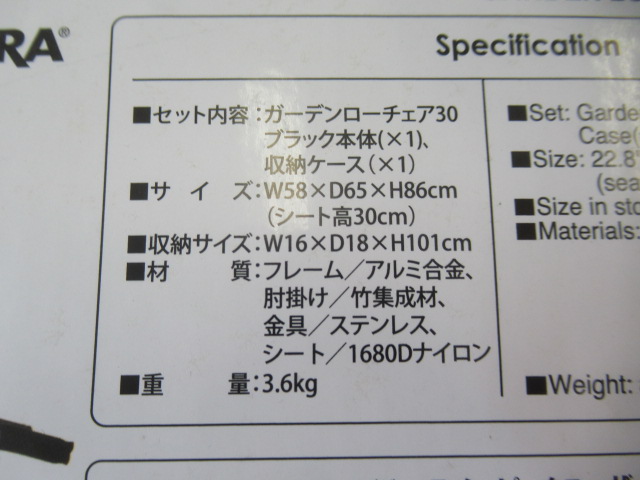 RA®
Specification
■セット内容：ガーデンローチェア30
ブラック本体(×1)、
収納ケース（×1）
■サイズ：W58×D65×H86cm
（シート高30cm）
■収納サイズ：W16×D18×H101cm
■材質：フレーム／アルミ合金、
肘掛け／竹集成材、
金具／ステンレス、
シート／1680Dナイロン
■重量：3.6kg
■Set: Garde
Case(
■Size: 22.8"
(sea
■Size in sto
■Materials:
■Weight: